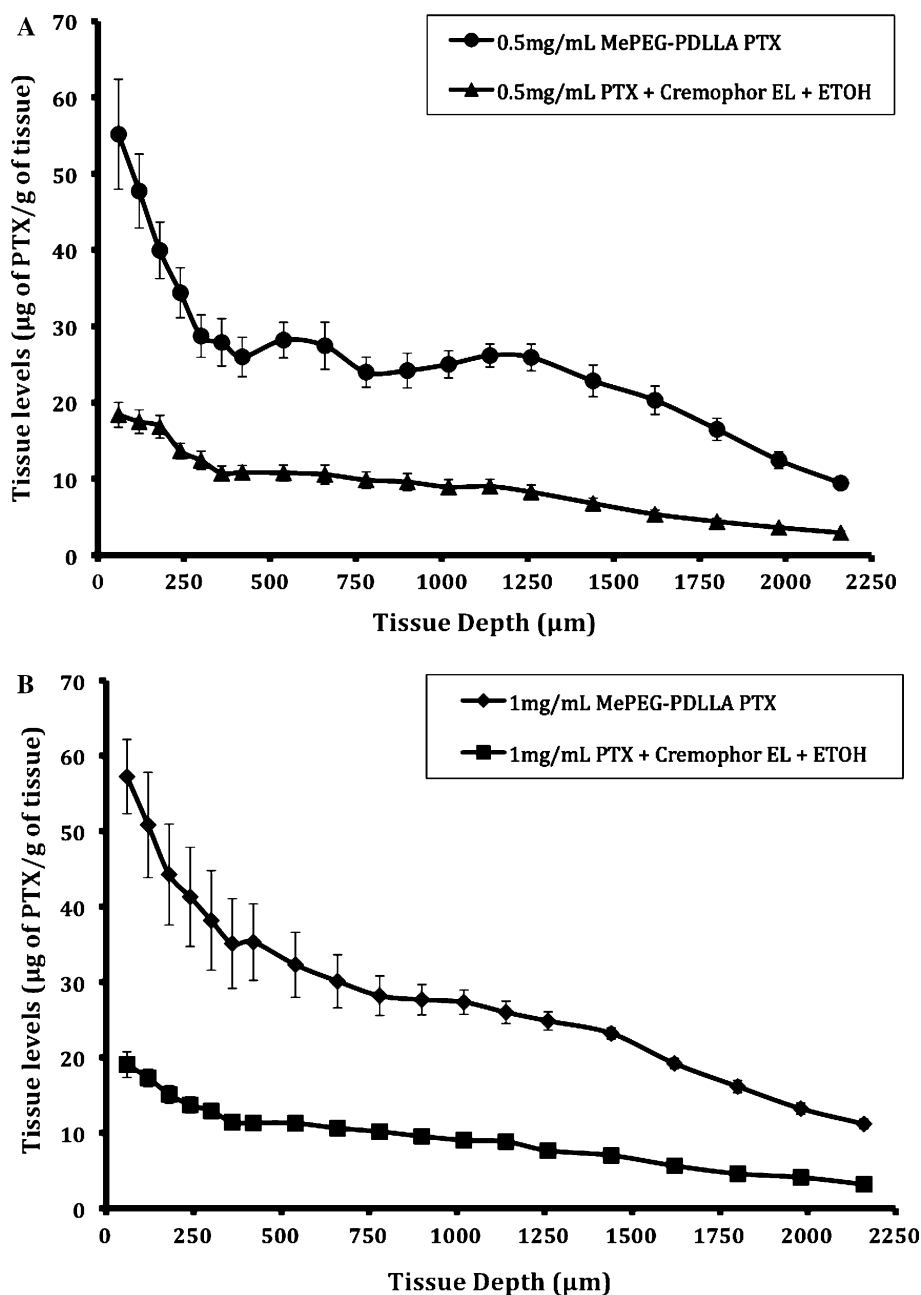 A
70
60
50
40
30
20
10
0
Tissue levels (µg of PTX/g of tissue)
0.5mg/mL MePEG-PDLLA PTX
0.5mg/mL PTX + Cremophor EL + ETOH
0 250 500 750 1000 1250 1500 1750 2000 2250
Tissue Depth (µm)
B
70
60
50
40
30
20
10
0
Tissue levels (µg of PTX/g of tissue)
1mg/mL MePEG-PDLLA PTX
1mg/mL PTX + Cremophor EL + ETOH
0 250 500 750 1000 1250 1500 1750 2000 2250
Tissue Depth (µm)